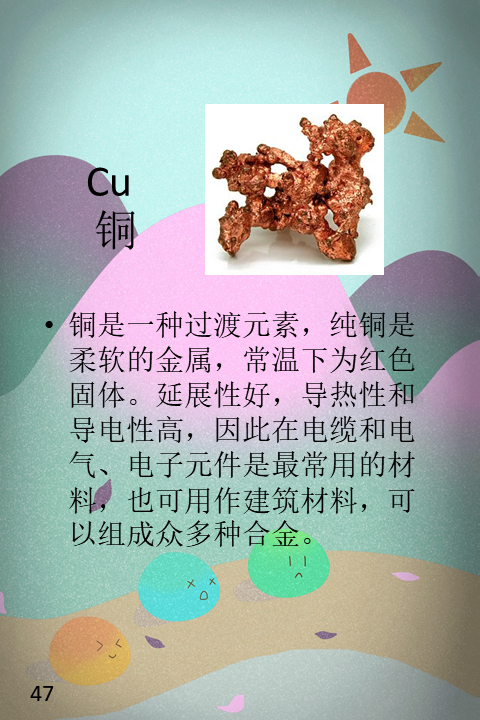 Cu
铜
• 铜是一种过渡元素，纯铜是
柔软的金属，常温下为红色
固体。延展性好，导热性和
导电性高，因此在电缆和电
气、电子元件是最常用的材
料，也可用作建筑材料，可
以组成众多种合金。
47